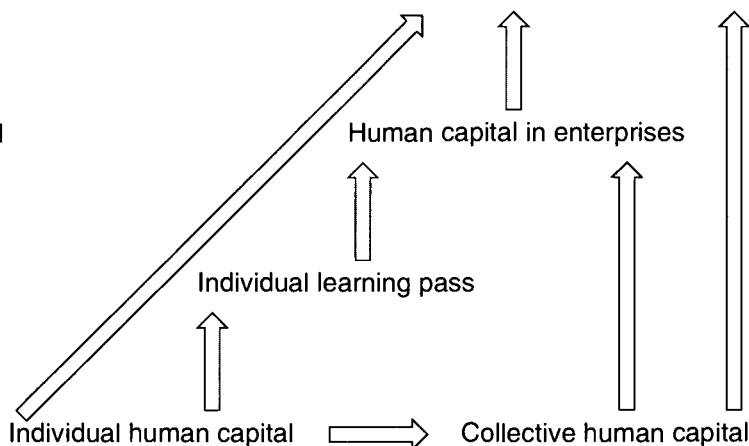 Human capital in enterprises
Individual learning pass
Individual human capital
Collective human capital